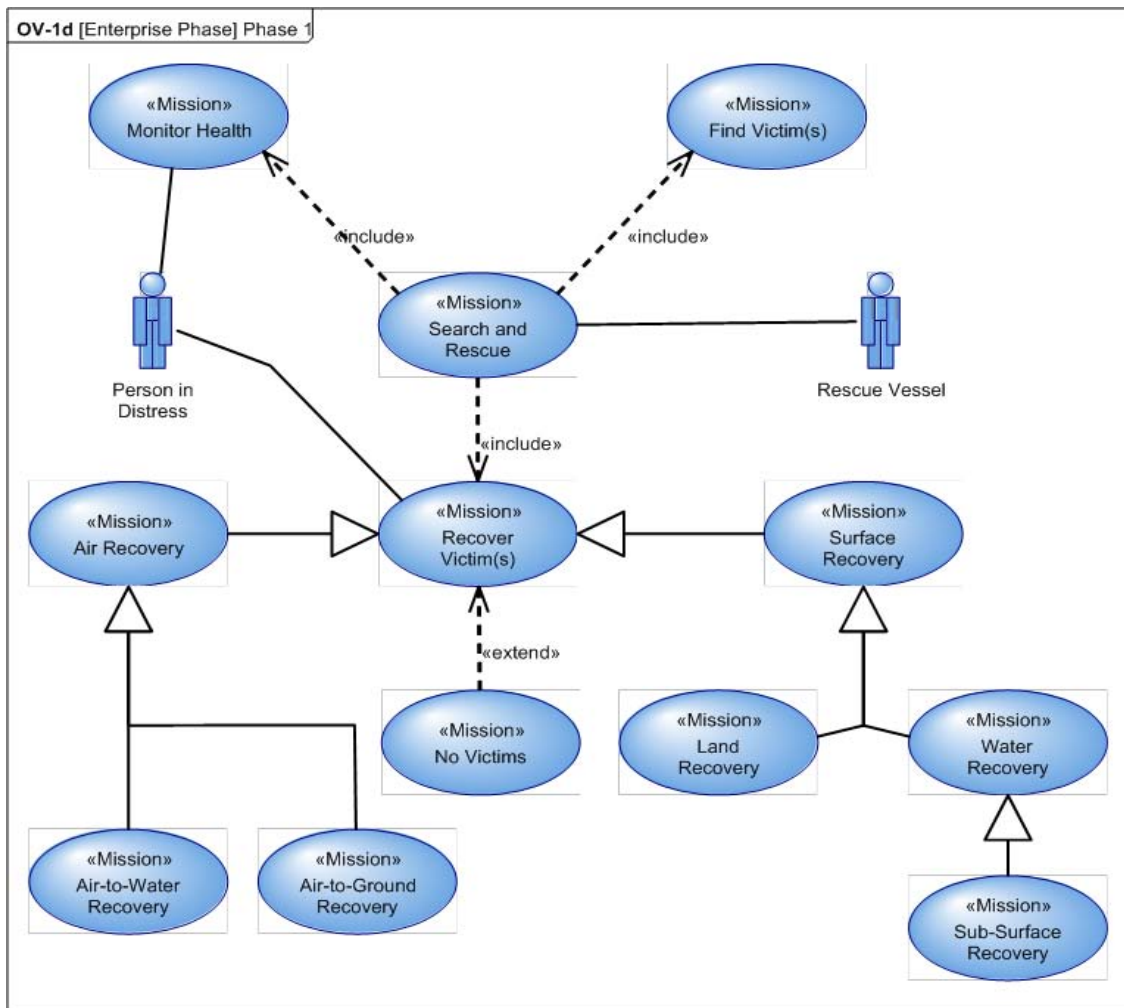 OV-1d [Enterprise Phase] Phase 1
«Mission»
Monitor Health
«Mission»
Find Victim(s)
«include»
«include»
«Mission»
Search and
Rescue
Person in
Distress
Rescue Vessel
«include»
«Mission»
Air Recovery
«Mission»
Recover
Victim(s)
«Mission»
Surface
Recovery
«extend»
«Mission»
No Victims
«Mission»
Land
Recovery
«Mission»
Water
Recovery
«Mission»
Air-to-Water
Recovery
«Mission»
Air-to-Ground
Recovery
«Mission»
Sub-Surface
Recovery